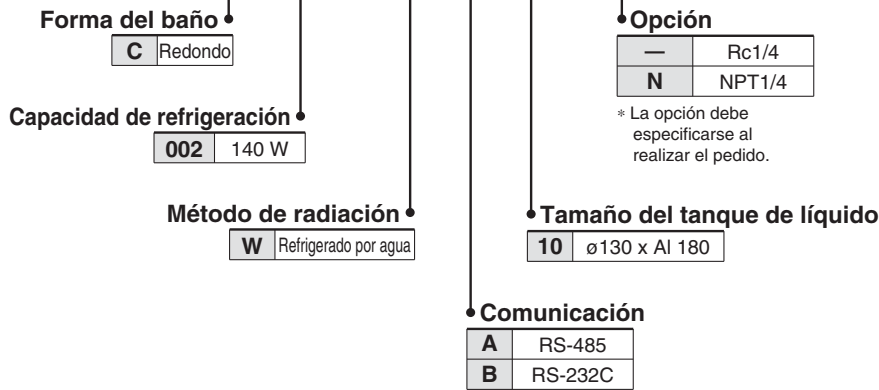 Forma del baño
C Redondo
Capacidad de refrigeración
002 140 W
Método de radiación
W Refrigerado por agua
Opción
— Rc1/4
N NPT1/4
* La opción debe
especificarse al
realizar el pedido.
Tamaño del tanque de líquido
10 ø130 x Al 180
Comunicación
A RS-485
B RS-232C